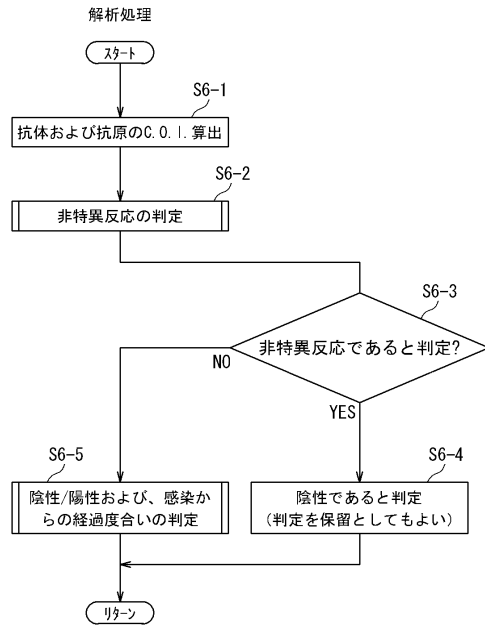 解析処理
スタート
S6-1
抗体および抗原のC.O.I.算出
S6-2
非特異反応の判定
S6-3
非特異反応であると判定?
NO
YES
S6-5
S6-4
陰性/陽性および、感染か
らの経過度合いの判定
陰性であると判定
(判定を保留としてもよい)
リターン